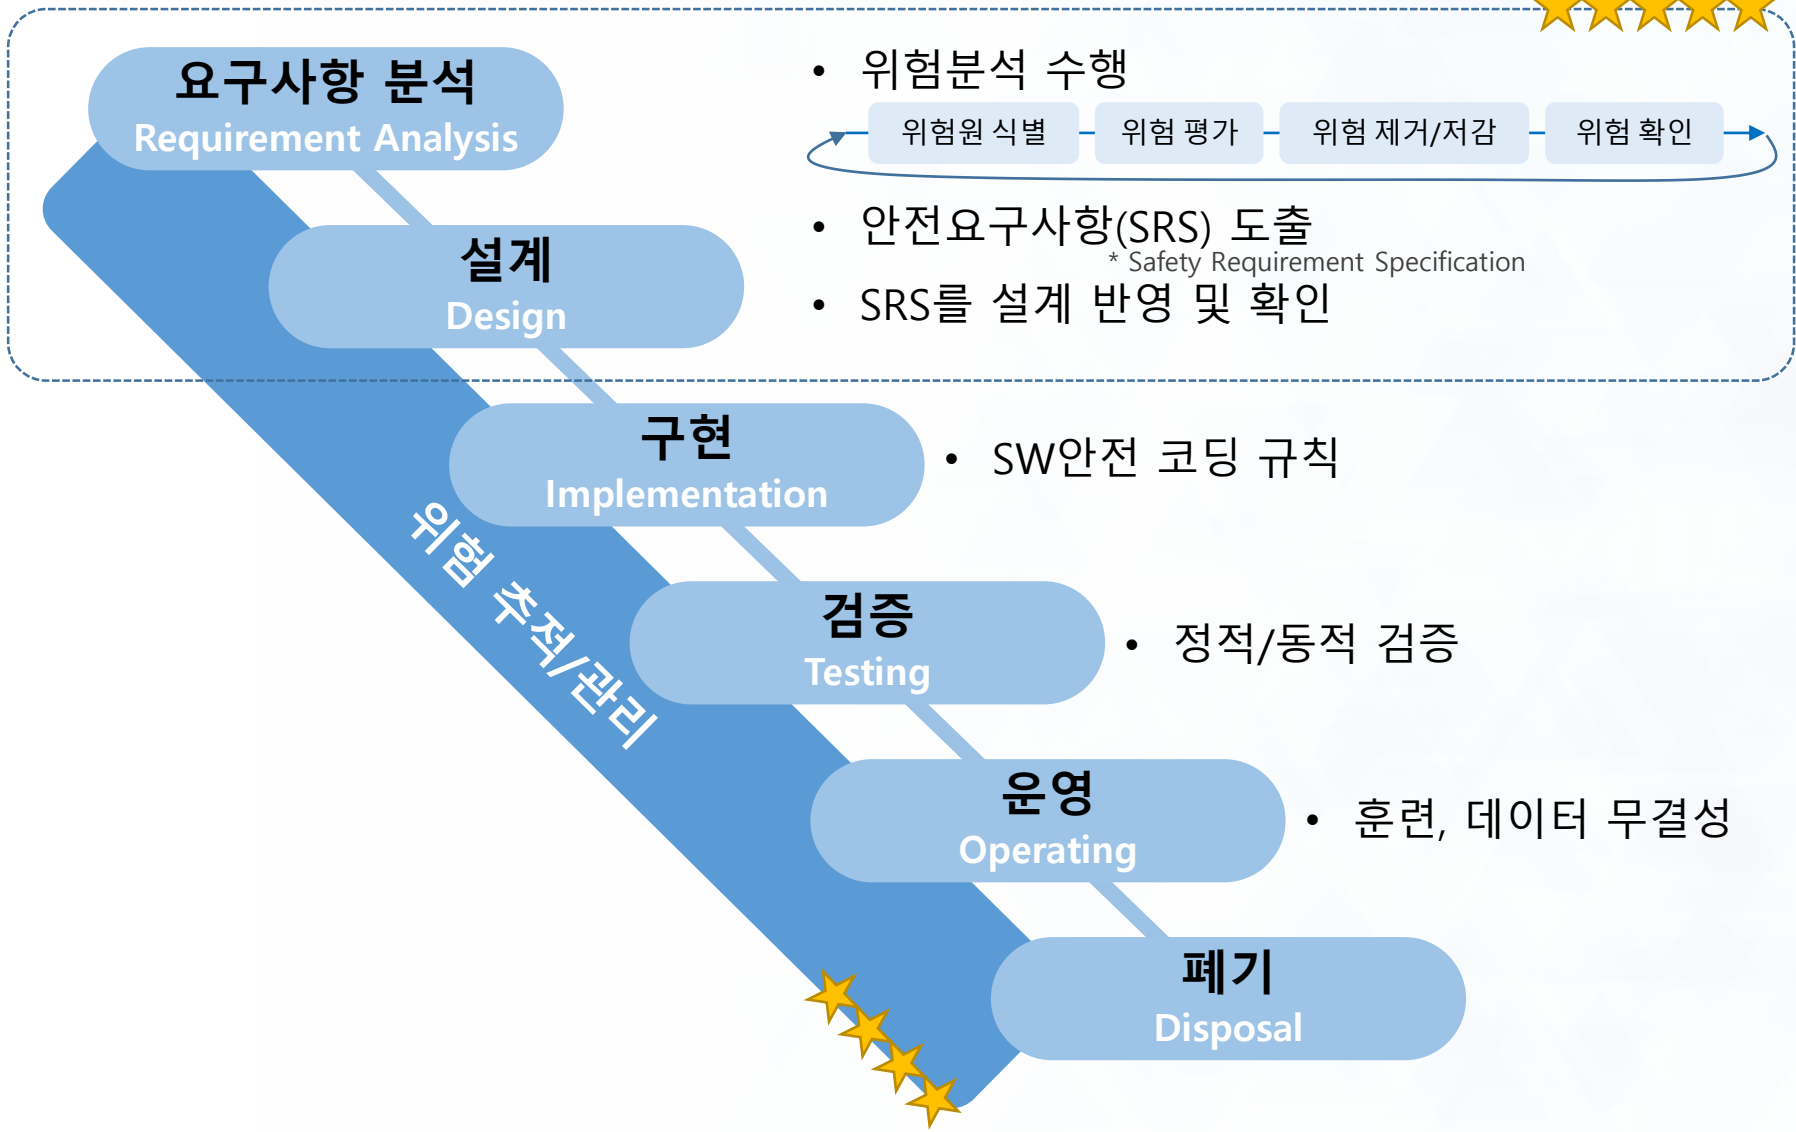 요구사항 분석
Requirement Analysis
• 위험분석 수행
위험원 식별 위험 평가 위험 제거/저감 위험 확인
• 안전요구사항(SRS) 도출
* Safety Requirement Specification
설계
Design
• SRS를 설계 반영 및 확인
구현
Implementation
• SW안전 코딩 규칙
위험 추적/관리
검증
Testing
• 정적/동적 검증
운영
Operating
• 훈련, 데이터 무결성
폐기
Disposal